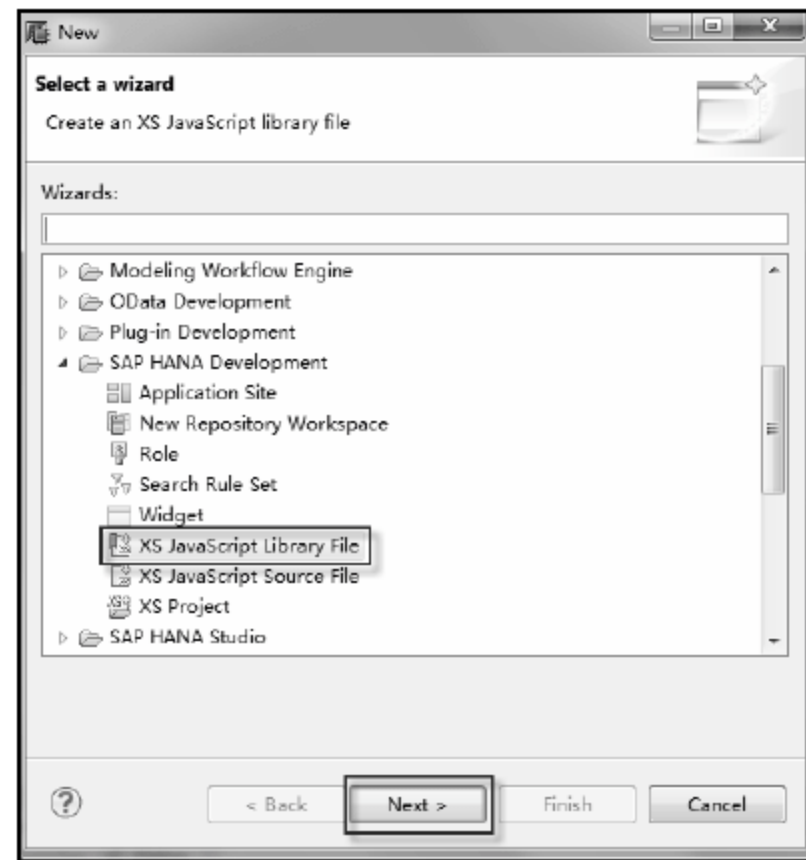 New
Select a wizard
Create an XS JavaScript library file
Wizards:
Modeling Workflow Engine
OData Development
Plug-in Development
SAP HANA Development
Application Site
New Repository Workspace
Role
Search Rule Set
Widget
XS JavaScript Library File
XS JavaScript Source File
XS Project
SAP HANA Studio
? < Back Next > Finish Cancel